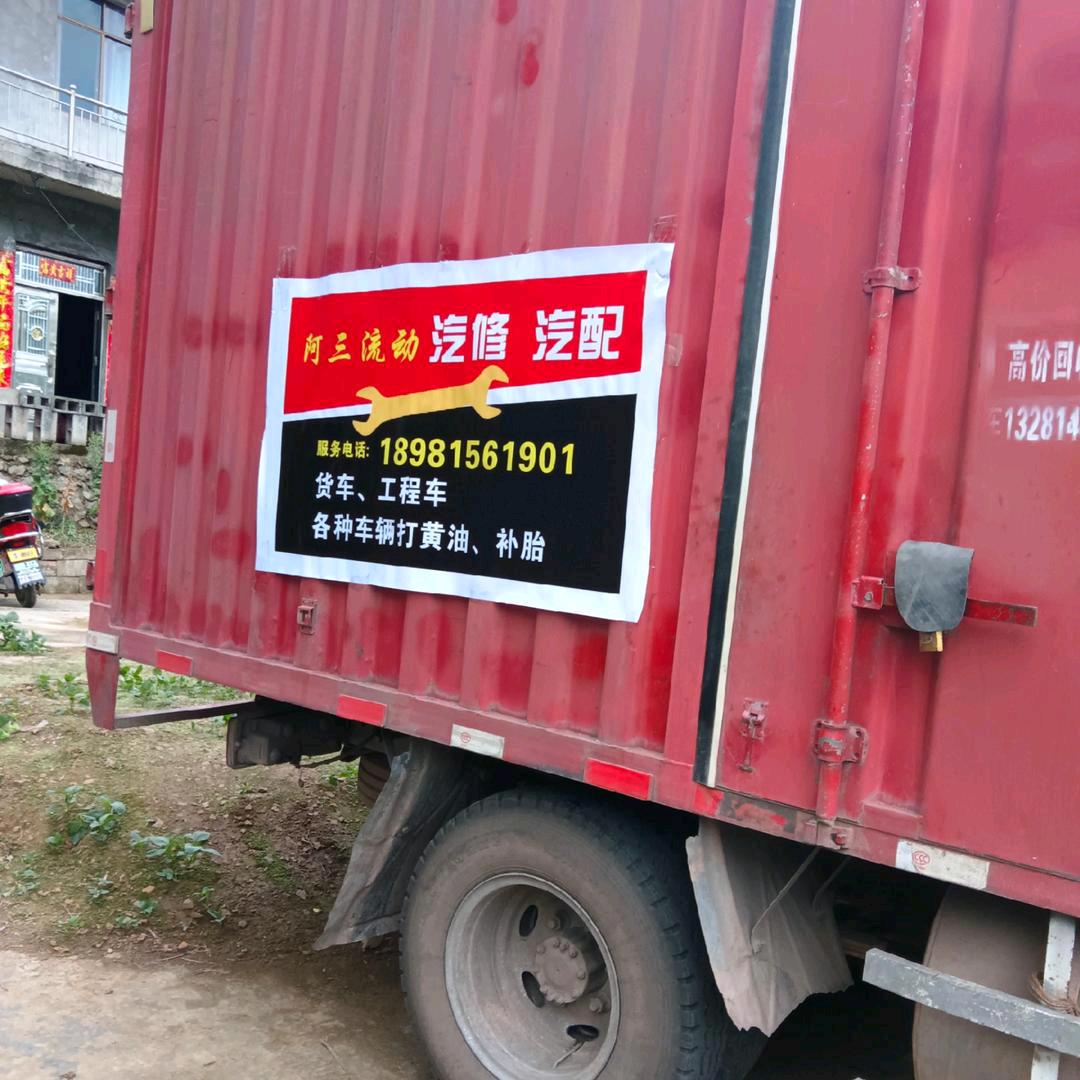 阿三流动 汽修 汽配
服务电话: 18981561901
货车、工程车
各种车辆打黄油、补胎
高价回收
132814